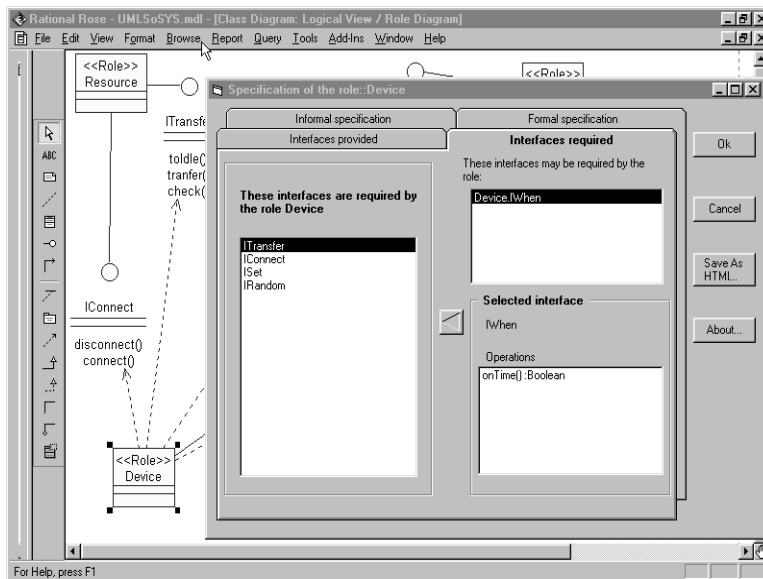 Rational Rose - UMLSoSYS.mdl - [Class Diagram: Logical View / Role Diagram]
File Edit View Format Browse Report Query Tools Add-Ins Window Help
<<Role>>
Resource
<<Role>>
ITransfe
toIdle()
tranfer(
check(
ABC
IConnect
disconnect()
connect()
<<Role>>
Device
Specification of the role::Device
Informal specification
Formal specification
Interfaces provided
Interfaces required
These interfaces are required by
the role Device
ITransfer
IConnect
ISet
IRandom
These interfaces may be required by the
role:
Device.IWhen
Selected interface
IWhen
Operations
onTime() :Boolean
Ok
Cancel
Save As
HTML...
About...
For Help, press F1